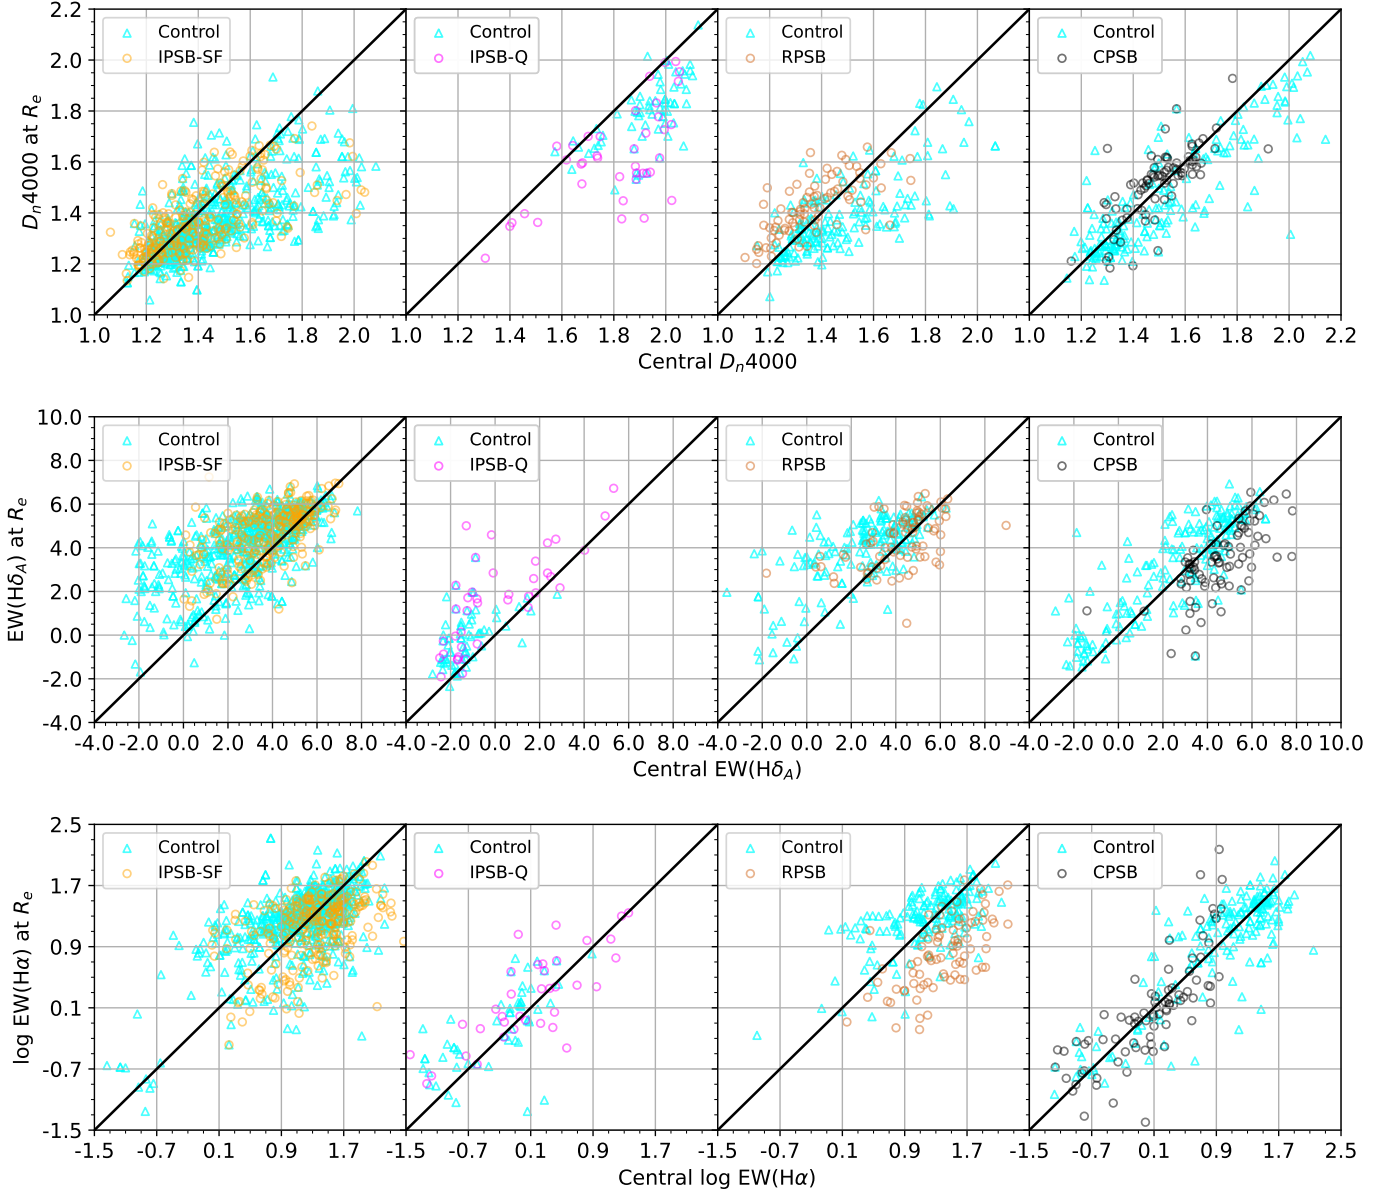 Control
IPSB-SF
Control
IPSB-Q
Control
RPSB
Control
CPSB
2.2
2.0
1.8
1.6
1.4
1.2
1.0
Dn4000 at Re
1.0 1.2 1.4 1.6 1.8 2.0 1.0 1.2 1.4 1.6 1.8 2.0 1.0 1.2 1.4 1.6 1.8 2.0 1.0 1.2 1.4 1.6 1.8 2.0 2.2
Central Dn4000
Control
IPSB-SF
Control
IPSB-Q
Control
RPSB
Control
CPSB
10.0
8.0
6.0
4.0
2.0
0.0
-2.0
-4.0
EW(HδA) at Re
-4.0 -2.0 0.0 2.0 4.0 6.0 8.0 -4.0 -2.0 0.0 2.0 4.0 6.0 8.0 -4.0 -2.0 0.0 2.0 4.0 6.0 8.0 -4.0 -2.0 0.0 2.0 4.0 6.0 8.0 10.0
Central EW(HδA)
Control
IPSB-SF
Control
IPSB-Q
Control
RPSB
Control
CPSB
2.5
1.7
0.9
0.1
-0.7
-1.5
log EW(Hα) at Re
-1.5 -0.7 0.1 0.9 1.7 -1.5 -0.7 0.1 0.9 1.7 -1.5 -0.7 0.1 0.9 1.7 -1.5 -0.7 0.1 0.9 1.7 2.5
Central log EW(Hα)